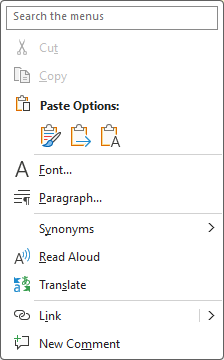 Search the menus
Cut
Copy
Paste Options:
Font...
Paragraph...
Synonyms
Read Aloud
Translate
Link
New Comment